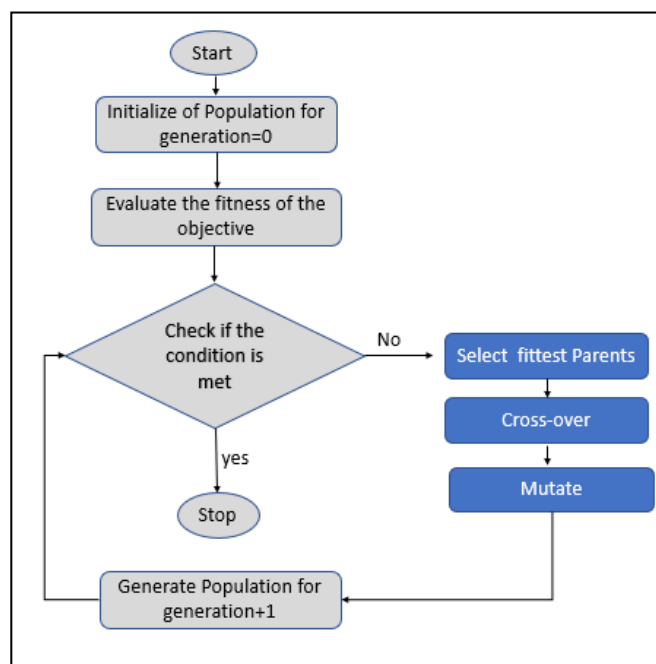 Start
Initialize of Population for
generation=0
Evaluate the fitness of the
objective
Check if the
condition is
met
No
Select fittest Parents
Cross-over
Mutate
yes
Stop
Generate Population for
generation+1